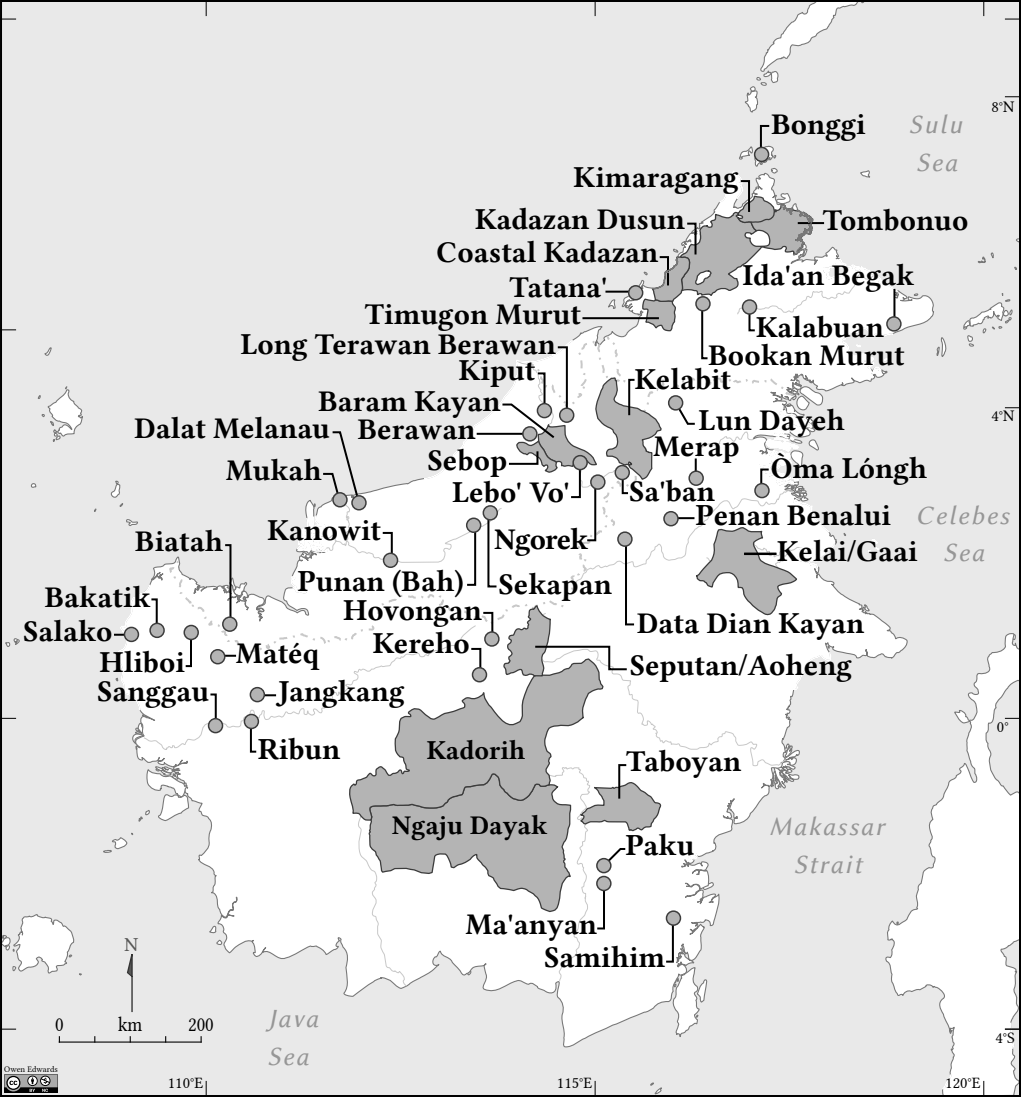 8°N
Bonggi
Sulu
Sea
Kimaragang
Kadazan Dusun
Tombonuo
Coastal Kadazan
Ida'an Begak
Tatana'
Timugon Murut
Kalabuan
Long Terawan Berawan
Bookan Murut
Kiput
Kelabit
Baram Kayan
4°N
Dalat Melanau
Berawan
Lun Dayeh
Merap
Sebop
Mukah
Òma Lóngh
Lebo' Vo'
Sa'ban
Penan Benalui
Celebes
Sea
Kanowit
Ngorek
Biatah
Kelai/Gaai
Punan (Bah)
Sekapan
Bakatik
Hovongan
Salako
Data Dian Kayan
Kereho
Hliboi
Matéq
Seputan/Aoheng
Sanggau
Jangkang
0°
Ribun
Kadorih
Taboyan
Ngaju Dayak
Makassar
Strait
Paku
Ma'anyan
Samihim
N
0 km 200
Java
Sea
4°S
Owen Edwards
cc
BY NC
110°E
115°E
120°E